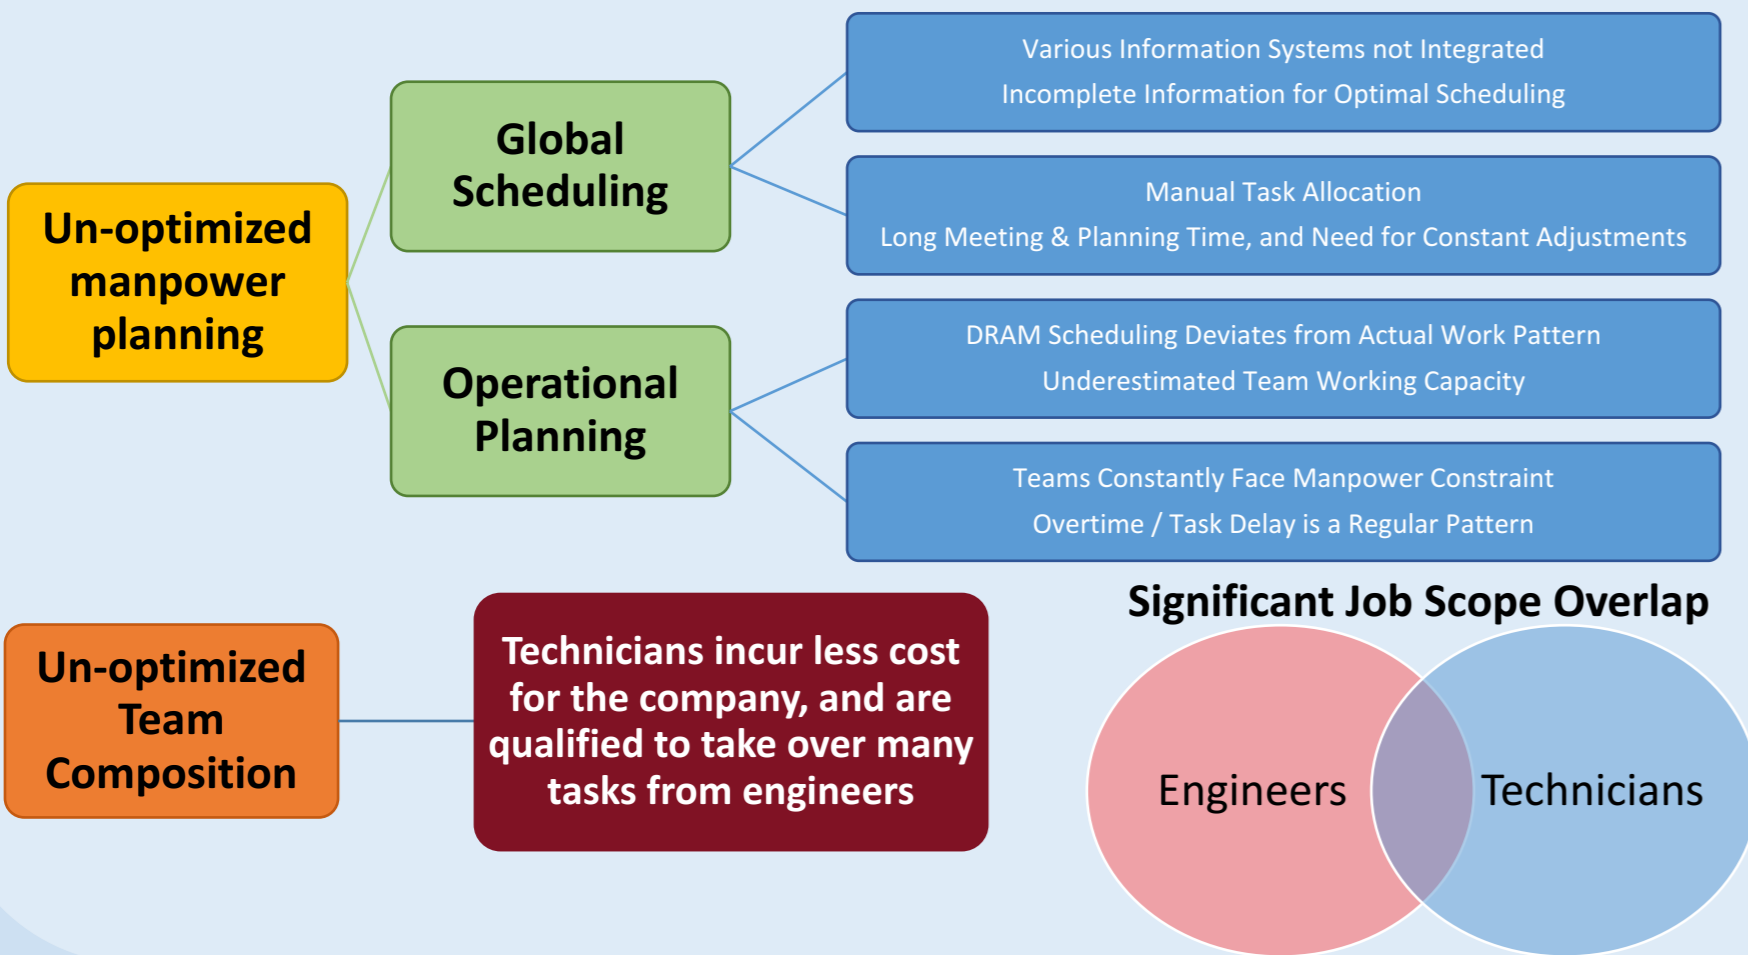 Un-optimized
manpower
planning
Global
Scheduling
Operational
Planning
Various Information Systems not Integrated
Incomplete Information for Optimal Scheduling
Manual Task Allocation
Long Meeting & Planning Time, and Need for Constant Adjustments
DRAM Scheduling Deviates from Actual Work Pattern
Underestimated Team Working Capacity
Teams Constantly Face Manpower Constraint
Overtime / Task Delay is a Regular Pattern
Un-optimized
Team
Composition
Technicians incur less cost
for the company, and are
qualified to take over many
tasks from engineers
Significant Job Scope Overlap
Engineers
Technicians